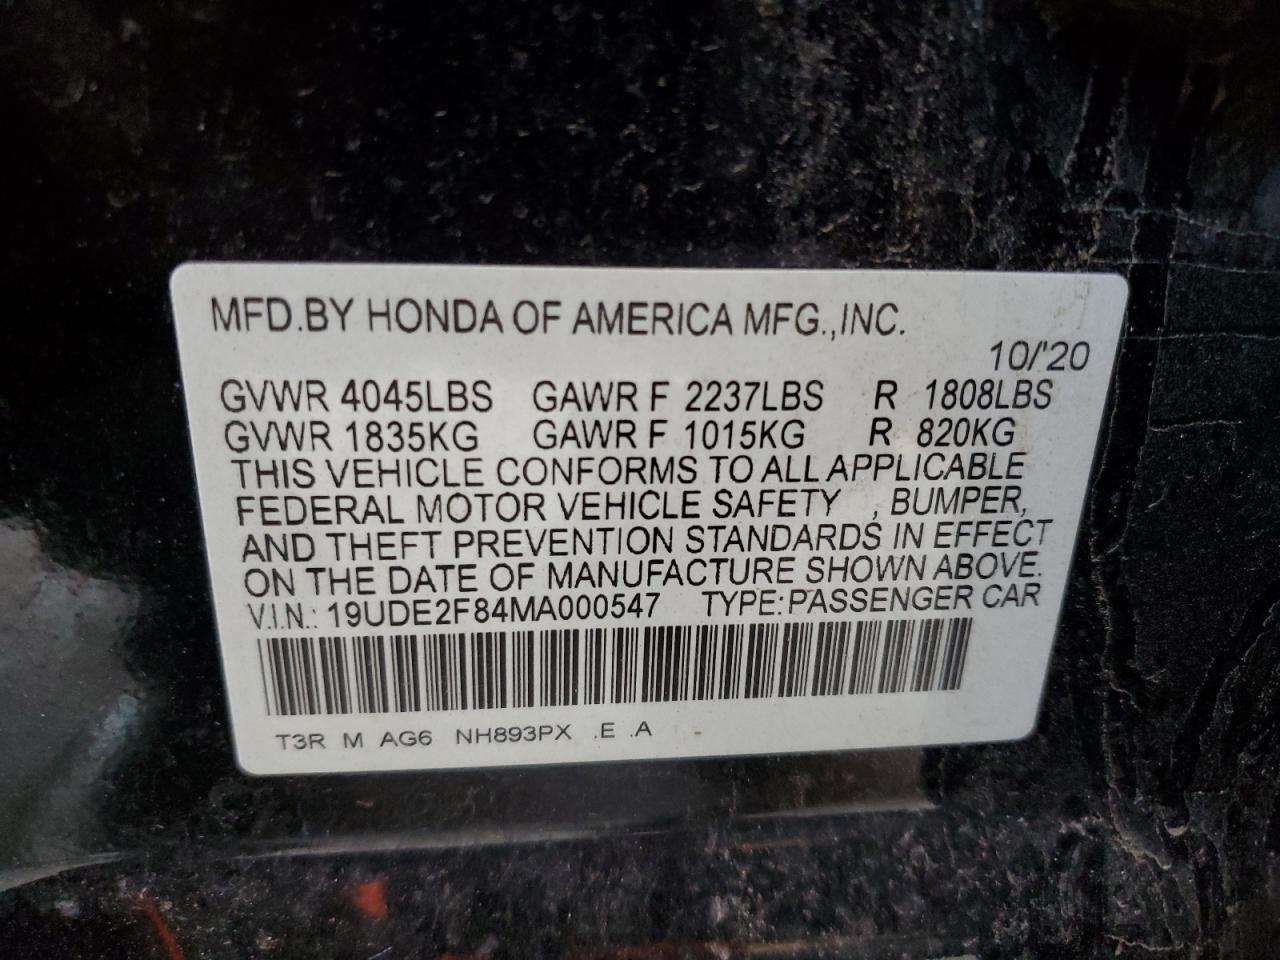 MFD.BY HONDA OF AMERICA MFG.,INC.
10/'20
GVWR 4045LBS GAWR F 2237LBS R 1808LBS
GVWR 1835KG GAWR F 1015KG R 820KG
THIS VEHICLE CONFORMS TO ALL APPLICABLE
FEDERAL MOTOR VEHICLE SAFETY , BUMPER,
AND THEFT PREVENTION STANDARDS IN EFFECT
ON THE DATE OF MANUFACTURE SHOWN ABOVE.
V.I.N.: 19UDE2F84MA000547 TYPE:PASSENGER CAR
T3R M AG6 NH893PX .E .A